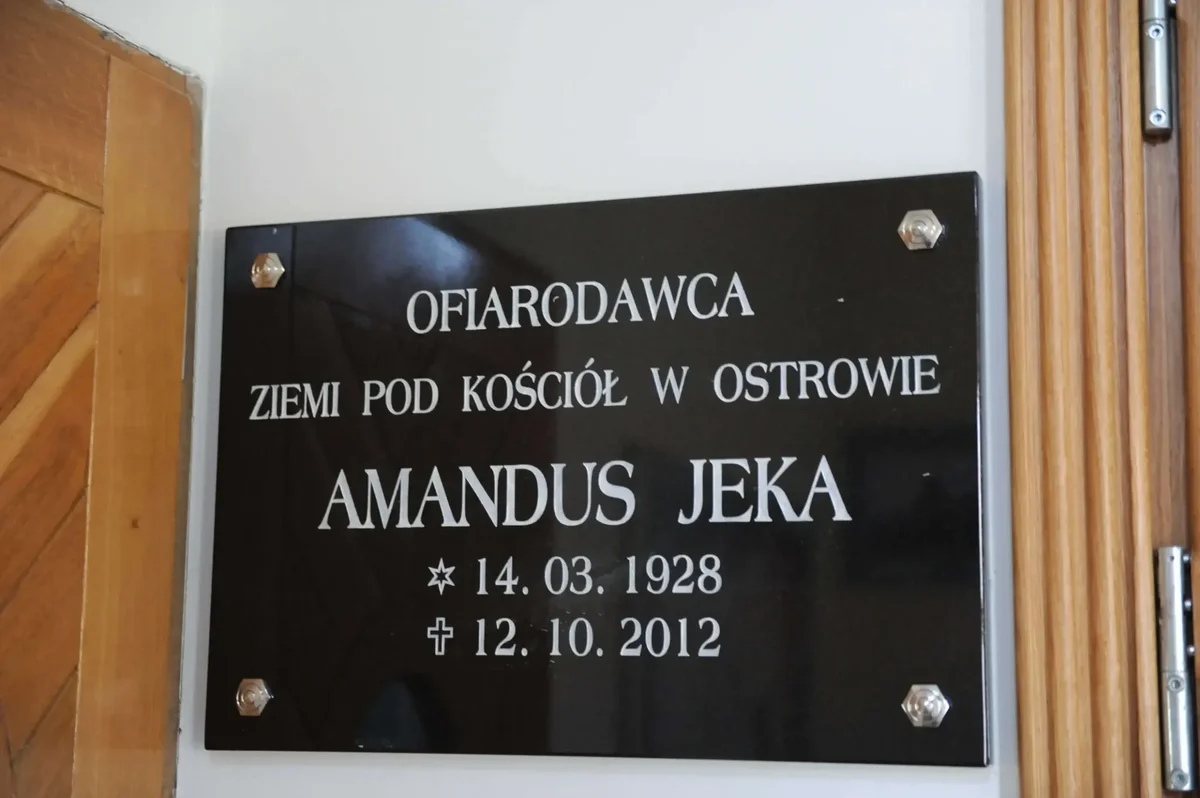 OFIARODAWCA
ZIEMI POD KOŚCIÓŁ W OSTROWIE
AMANDUS JEKA
✡ 14. 03. 1928
✝ 12. 10. 2012